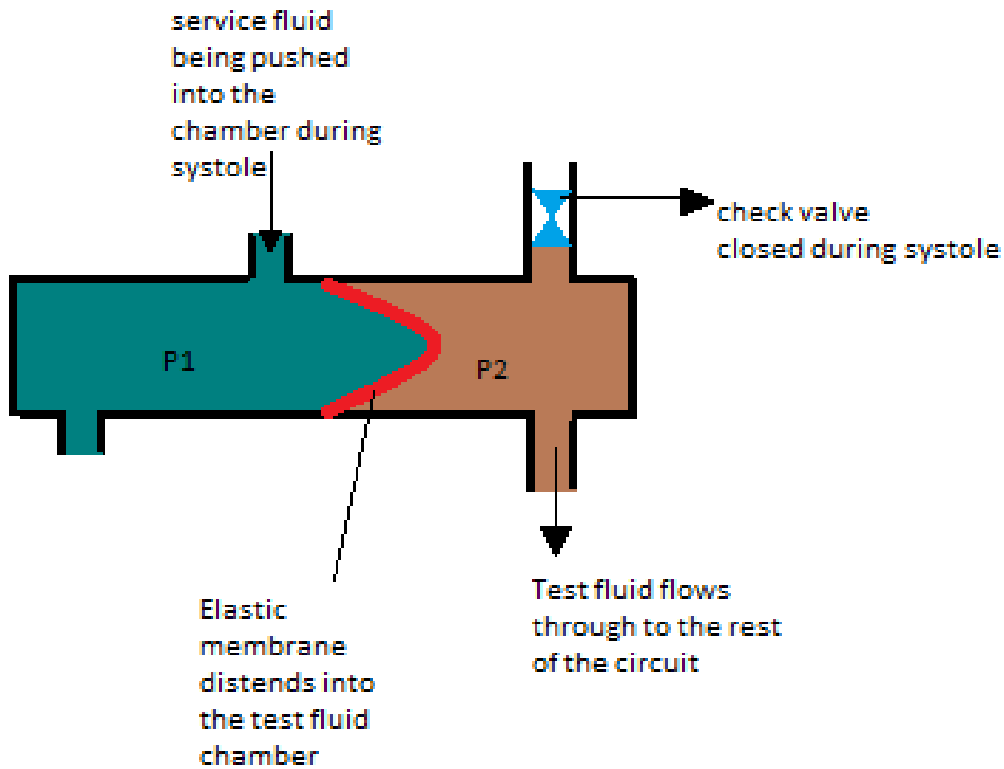 service fluid
being pushed
into the
chamber during
systole
check valve
closed during systole
P1
P2
Elastic
membrane
distends into
the test fluid
chamber
Test fluid flows
through to the rest
of the circuit